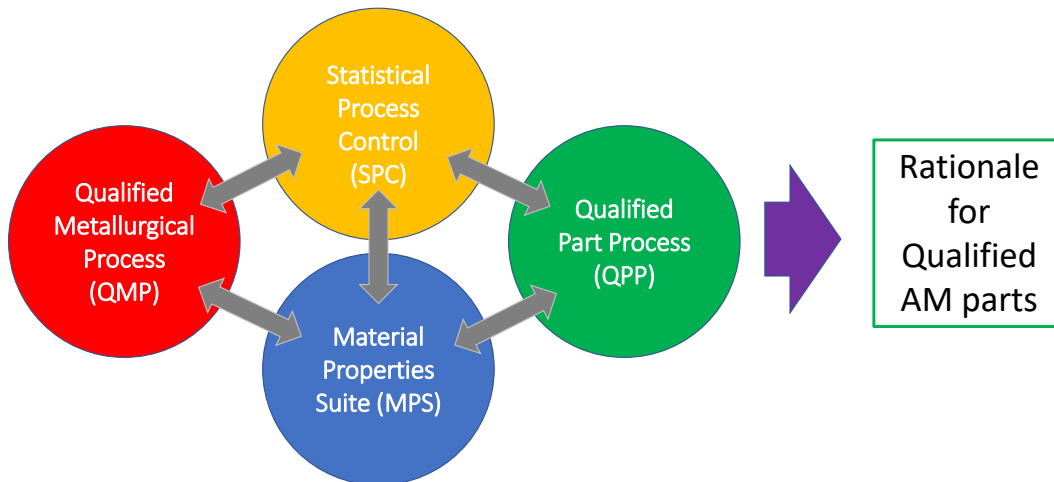 Statistical
Process
Control
(SPC)
Qualified
Metallurgical
Process
(QMP)
Qualified
Part Process
(QPP)
Material
Properties
Suite (MPS)
Rationale
for
Qualified
AM parts